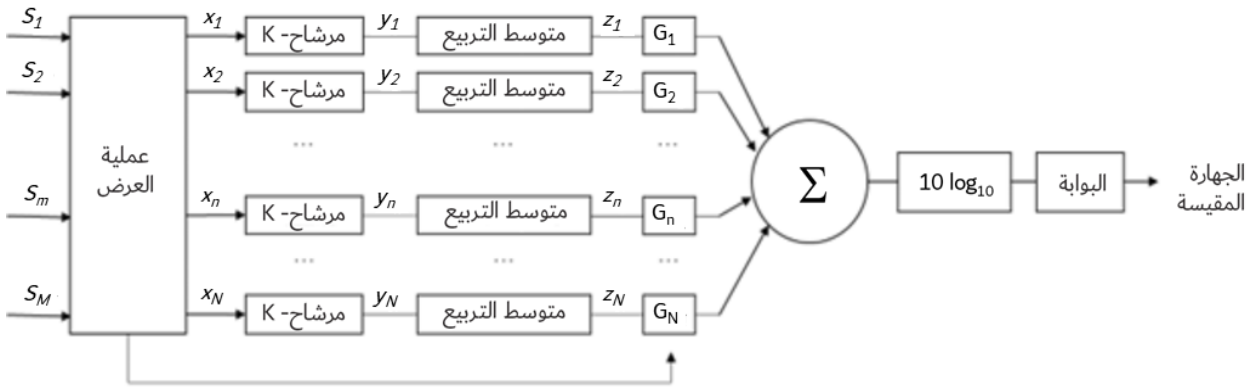 S1 x1 مرشاح- K y1 متوسط التربيع z1 G1
S2 x2 مرشاح- K y2 متوسط التربيع z2 G2
... ... ...
عملية
العرض
Sm xn مرشاح- K yn متوسط التربيع zn Gn
... ... ...
SM xN مرشاح- K yN متوسط التربيع zN GN
Σ
10 log10
البوابة
الجهارة
المقيسة